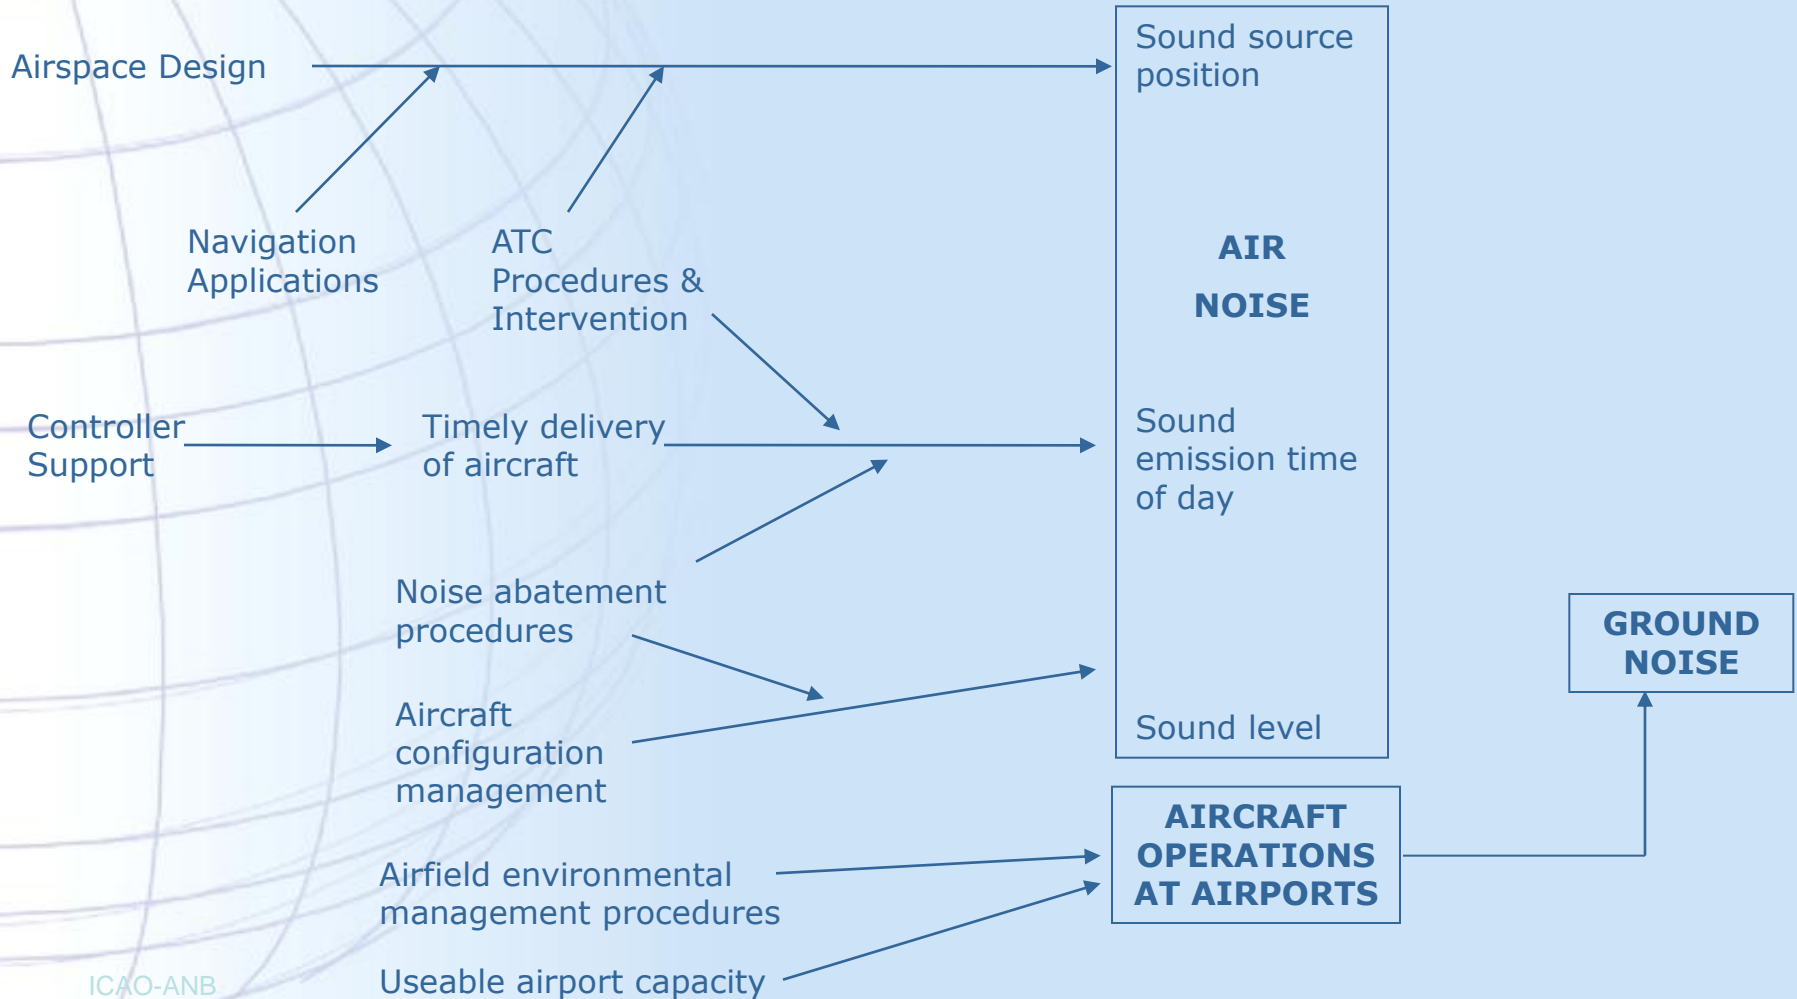 Airspace Design
Sound source
position
Navigation
Applications
ATC
Procedures &
Intervention
AIR
NOISE
Controller
Support
Timely delivery
of aircraft
Sound
emission time
of day
Noise abatement
procedures
GROUND
NOISE
Aircraft
configuration
management
Sound level
AIRCRAFT
OPERATIONS
AT AIRPORTS
Airfield environmental
management procedures
Useable airport capacity
ICAO-ANB